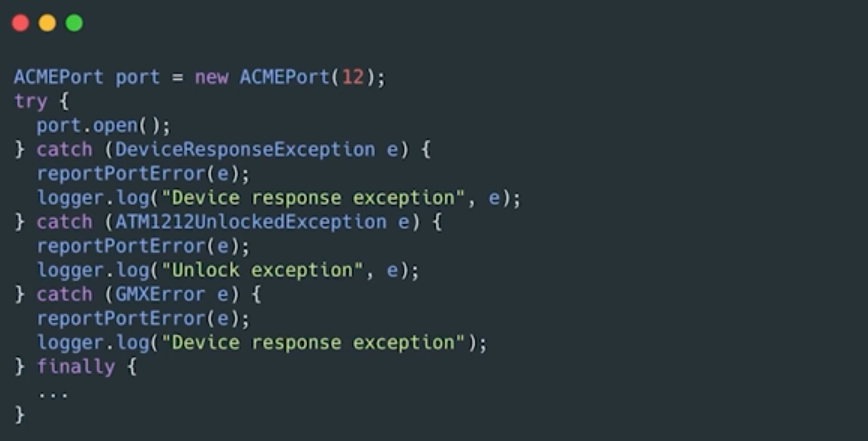 ACMEPort port = new ACMEPort(12);
try {
  port.open();
} catch (DeviceResponseException e) {
  reportPortError(e);
  logger.log("Device response exception", e);
} catch (ATM1212UnlockedException e) {
  reportPortError(e);
  logger.log("Unlock exception", e);
} catch (GMXError e) {
  reportPortError(e);
  logger.log("Device response exception");
} finally {
  ...
}